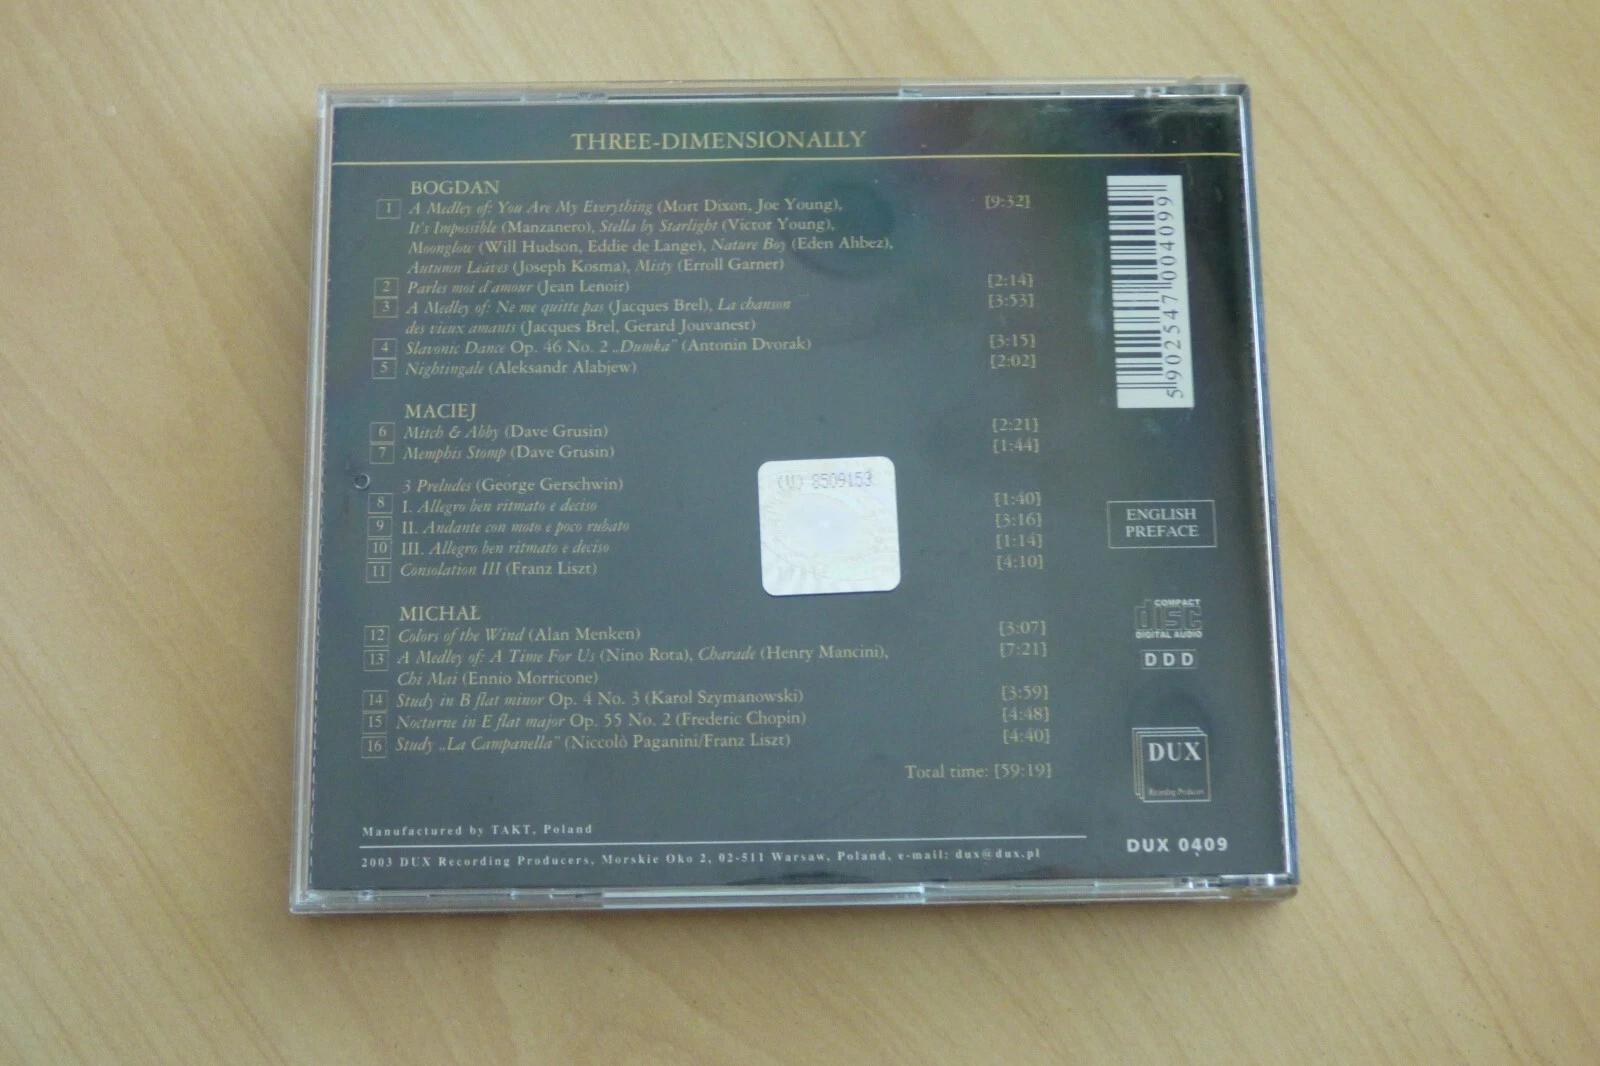 THREE-DIMENSIONALLY
BOGDAN
1 A Medley of: You Are My Everything (Mort Dixon, Joe Young), [9:32]
It's Impossible (Manzanero), Stella by Starlight (Victor Young),
Moonglow (Will Hudson, Eddie de Lange), Nature Boy (Eden Ahbez),
Autumn Leaves (Joseph Kosma), Misty (Erroll Garner)
2 Parles moi d'amour (Jean Lenoir) [2:14]
3 A Medley of: Ne me quitte pas (Jacques Brel), La chanson [3:53]
des vieux amants (Jacques Brel, Gerard Jouvanest)
4 Slavonic Dance Op. 46 No. 2 „Dumka” (Antonin Dvorak) [3:15]
5 Nightingale (Aleksandr Alabjew) [2:02]
MACIEJ
6 Mitch & Abby (Dave Grusin) [2:21]
7 Memphis Stomp (Dave Grusin) [1:44]
3 Preludes (George Gerschwin)
8 I. Allegro ben ritmato e deciso [1:40]
9 II. Andante con moto e poco rubato [3:16]
10 III. Allegro ben ritmato e deciso [1:14]
11 Consolation III (Franz Liszt) [4:10]
MICHAŁ
12 Colors of the Wind (Alan Menken) [3:07]
13 A Medley of: A Time For Us (Nino Rota), Charade (Henry Mancini), [7:21]
Chi Mai (Ennio Morricone)
14 Study in B flat minor Op. 4 No. 3 (Karol Szymanowski) [3:59]
15 Nocturne in E flat major Op. 55 No. 2 (Frederic Chopin) [4:48]
16 Study „La Campanella” (Niccolò Paganini/Franz Liszt) [4:40]
Total time: [59:19]
Manufactured by TAKT, Poland
2003 DUX Recording Producers, Morskie Oko 2, 02-511 Warsaw, Poland, e-mail: dux@dux.pl
(U) 8509153
5 902547 004099
ENGLISH
PREFACE
COMPACT
disc
DIGITAL AUDIO
DDD
DUX
Recording Producers
DUX 0409